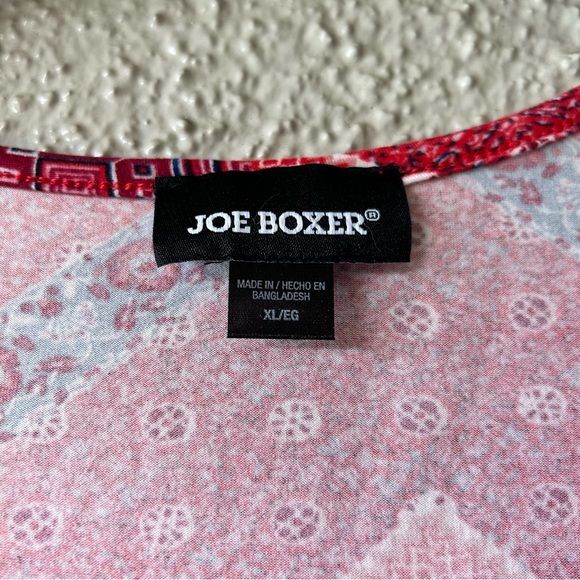 JOE BOXER®
MADE IN / HECHO EN
BANGLADESH
XL/EG